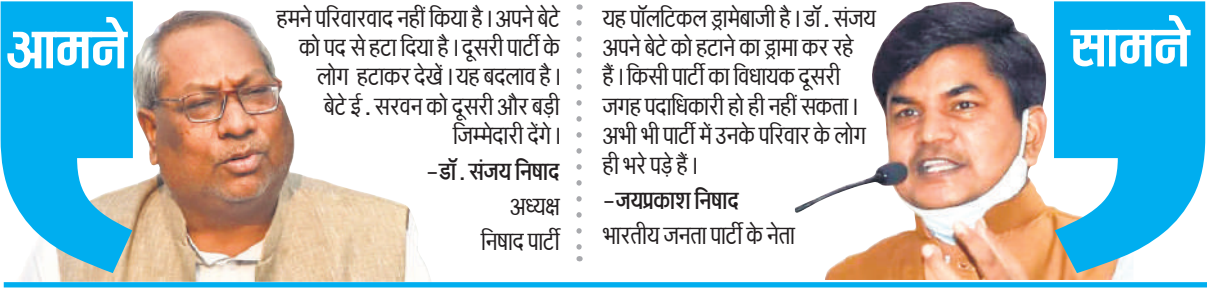 आमने
हमने परिवारवाद नहीं किया है। अपने बेटे
को पद से हटा दिया है। दूसरी पार्टी के
लोग हटाकर देखें। यह बदलाव है।
बेटे ई. सरवन को दूसरी और बड़ी
जिम्मेदारी देंगे।
-डॉ. संजय निषाद
अध्यक्ष
निषाद पार्टी
यह पॉलटिकल ड्रामेबाजी है। डॉ. संजय
अपने बेटे को हटाने का ड्रामा कर रहे
हैं। किसी पार्टी का विधायक दूसरी
जगह पदाधिकारी हो ही नहीं सकता।
अभी भी पार्टी में उनके परिवार के लोग
ही भरे पड़े हैं।
-जयप्रकाश निषाद
भारतीय जनता पार्टी के नेता
सामने